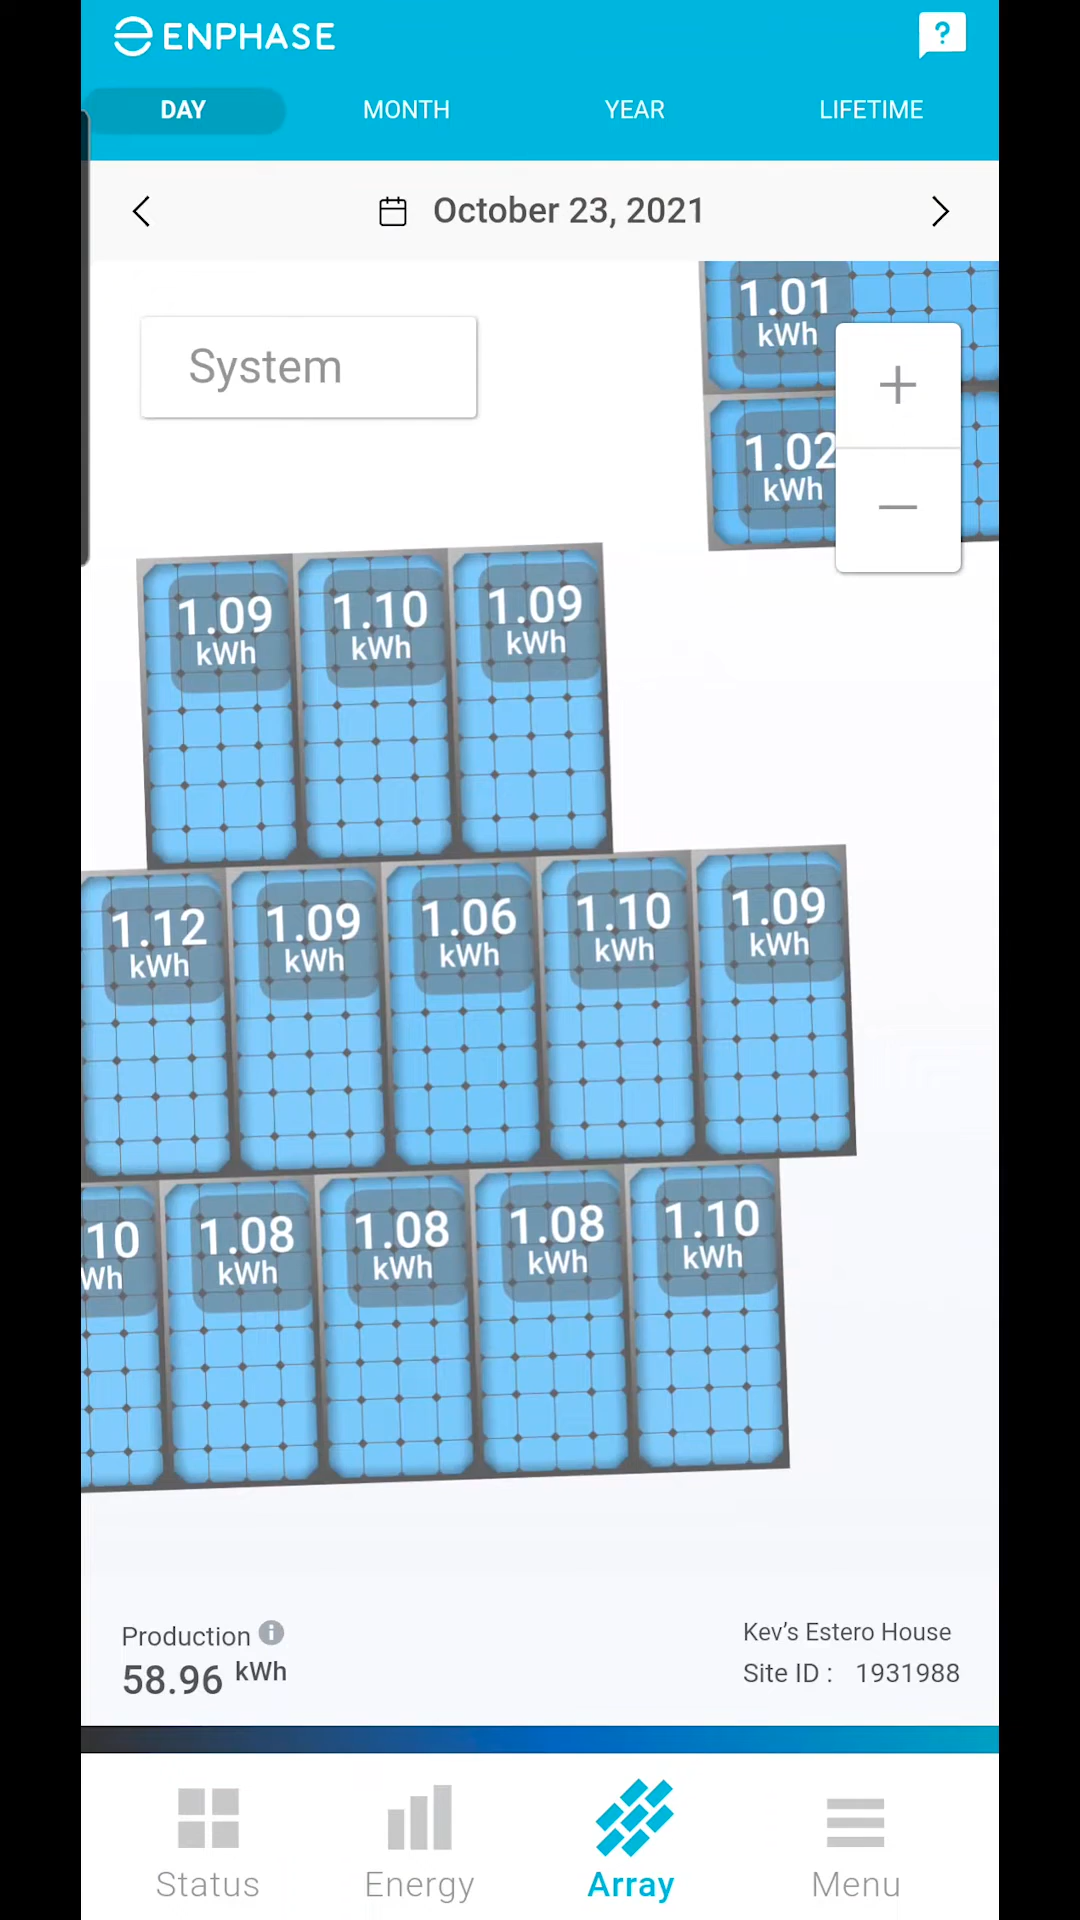 ENPHASE
?
DAY MONTH YEAR LIFETIME
October 23, 2021
1.01
kWh
System
1.02
kWh
1.09 1.10 1.09
kWh kWh kWh
1.12 1.09 1.06 1.10 1.09
kWh kWh kWh kWh kWh
10 1.08 1.08 1.08 1.10
Wh kWh kWh kWh kWh
Production
Kev’s Estero House
58.96 kWh
Site ID : 1931988
Status Energy Array Menu